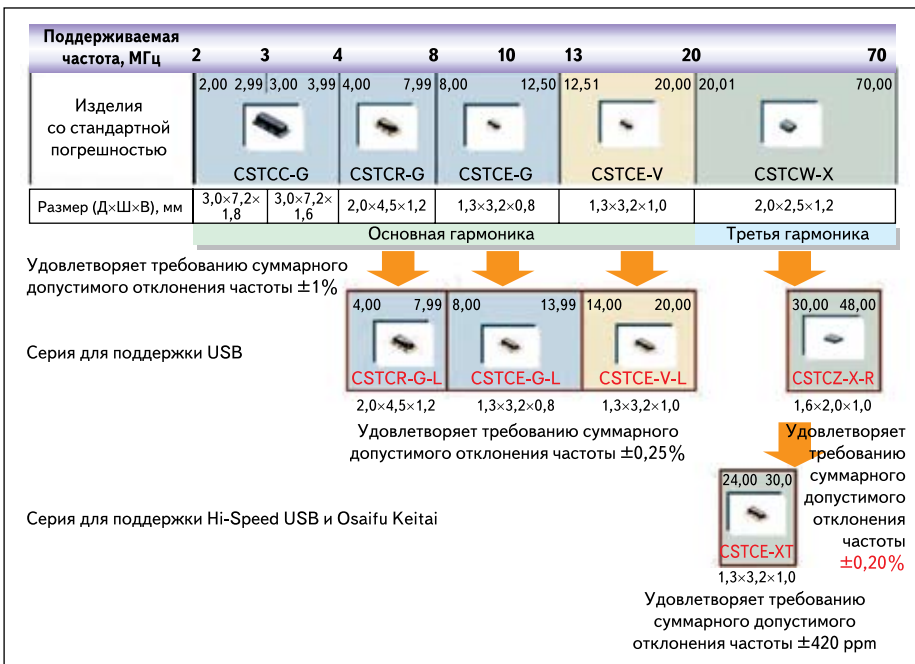 Поддерживаемая
частота, МГц 2 3 4 8 10 13 20 70
Изделия
со стандартной
погрешностью
2,00 2,99 3,00 3,99 4,00 7,99 8,00 12,50 12,51 20,00 20,01 70,00
CSTCC-G CSTCR-G CSTCE-G CSTCE-V CSTCW-X
Размер (Д×Ш×В), мм 3,0×7,2× 3,0×7,2× 2,0×4,5×1,2 1,3×3,2×0,8 1,3×3,2×1,0 2,0×2,5×1,2
1,8 1,6
Основная гармоника Третья гармоника
Удовлетворяет требованию суммарного
допустимого отклонения частоты ±1%
4,00 7,99 8,00 13,99 14,00 20,00 30,00 48,00
Серия для поддержки USB
CSTCR-G-L CSTCE-G-L CSTCE-V-L CSTCZ-X-R
2,0×4,5×1,2 1,3×3,2×0,8 1,3×3,2×1,0 1,6×2,0×1,0
Удовлетворяет требованию суммарного
допустимого отклонения частоты ±0,25%
Удовлетворяет
требованию
суммарного
допустимого
отклонения
частоты
±0,20%
24,00 30,0
Серия для поддержки Hi-Speed USB и Osaifu Keitai
CSTCE-XT
1,3×3,2×1,0
Удовлетворяет требованию
суммарного допустимого
отклонения частоты ±420 ppm